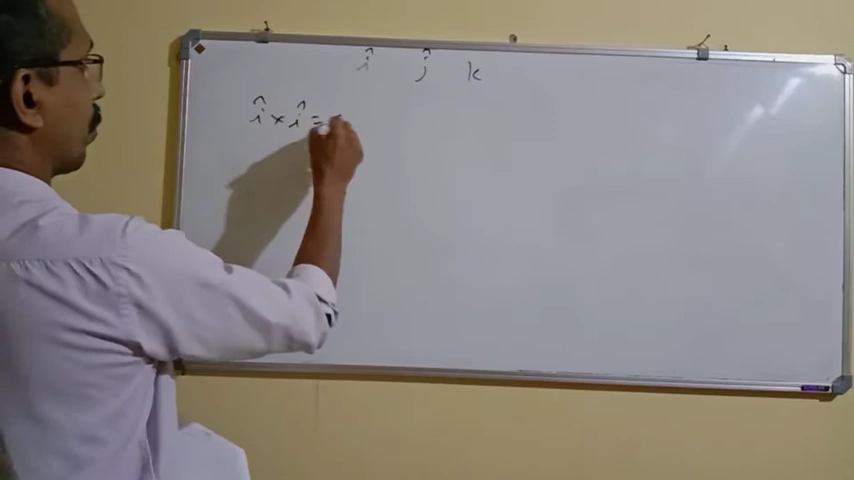 î ĵ k
î × î =